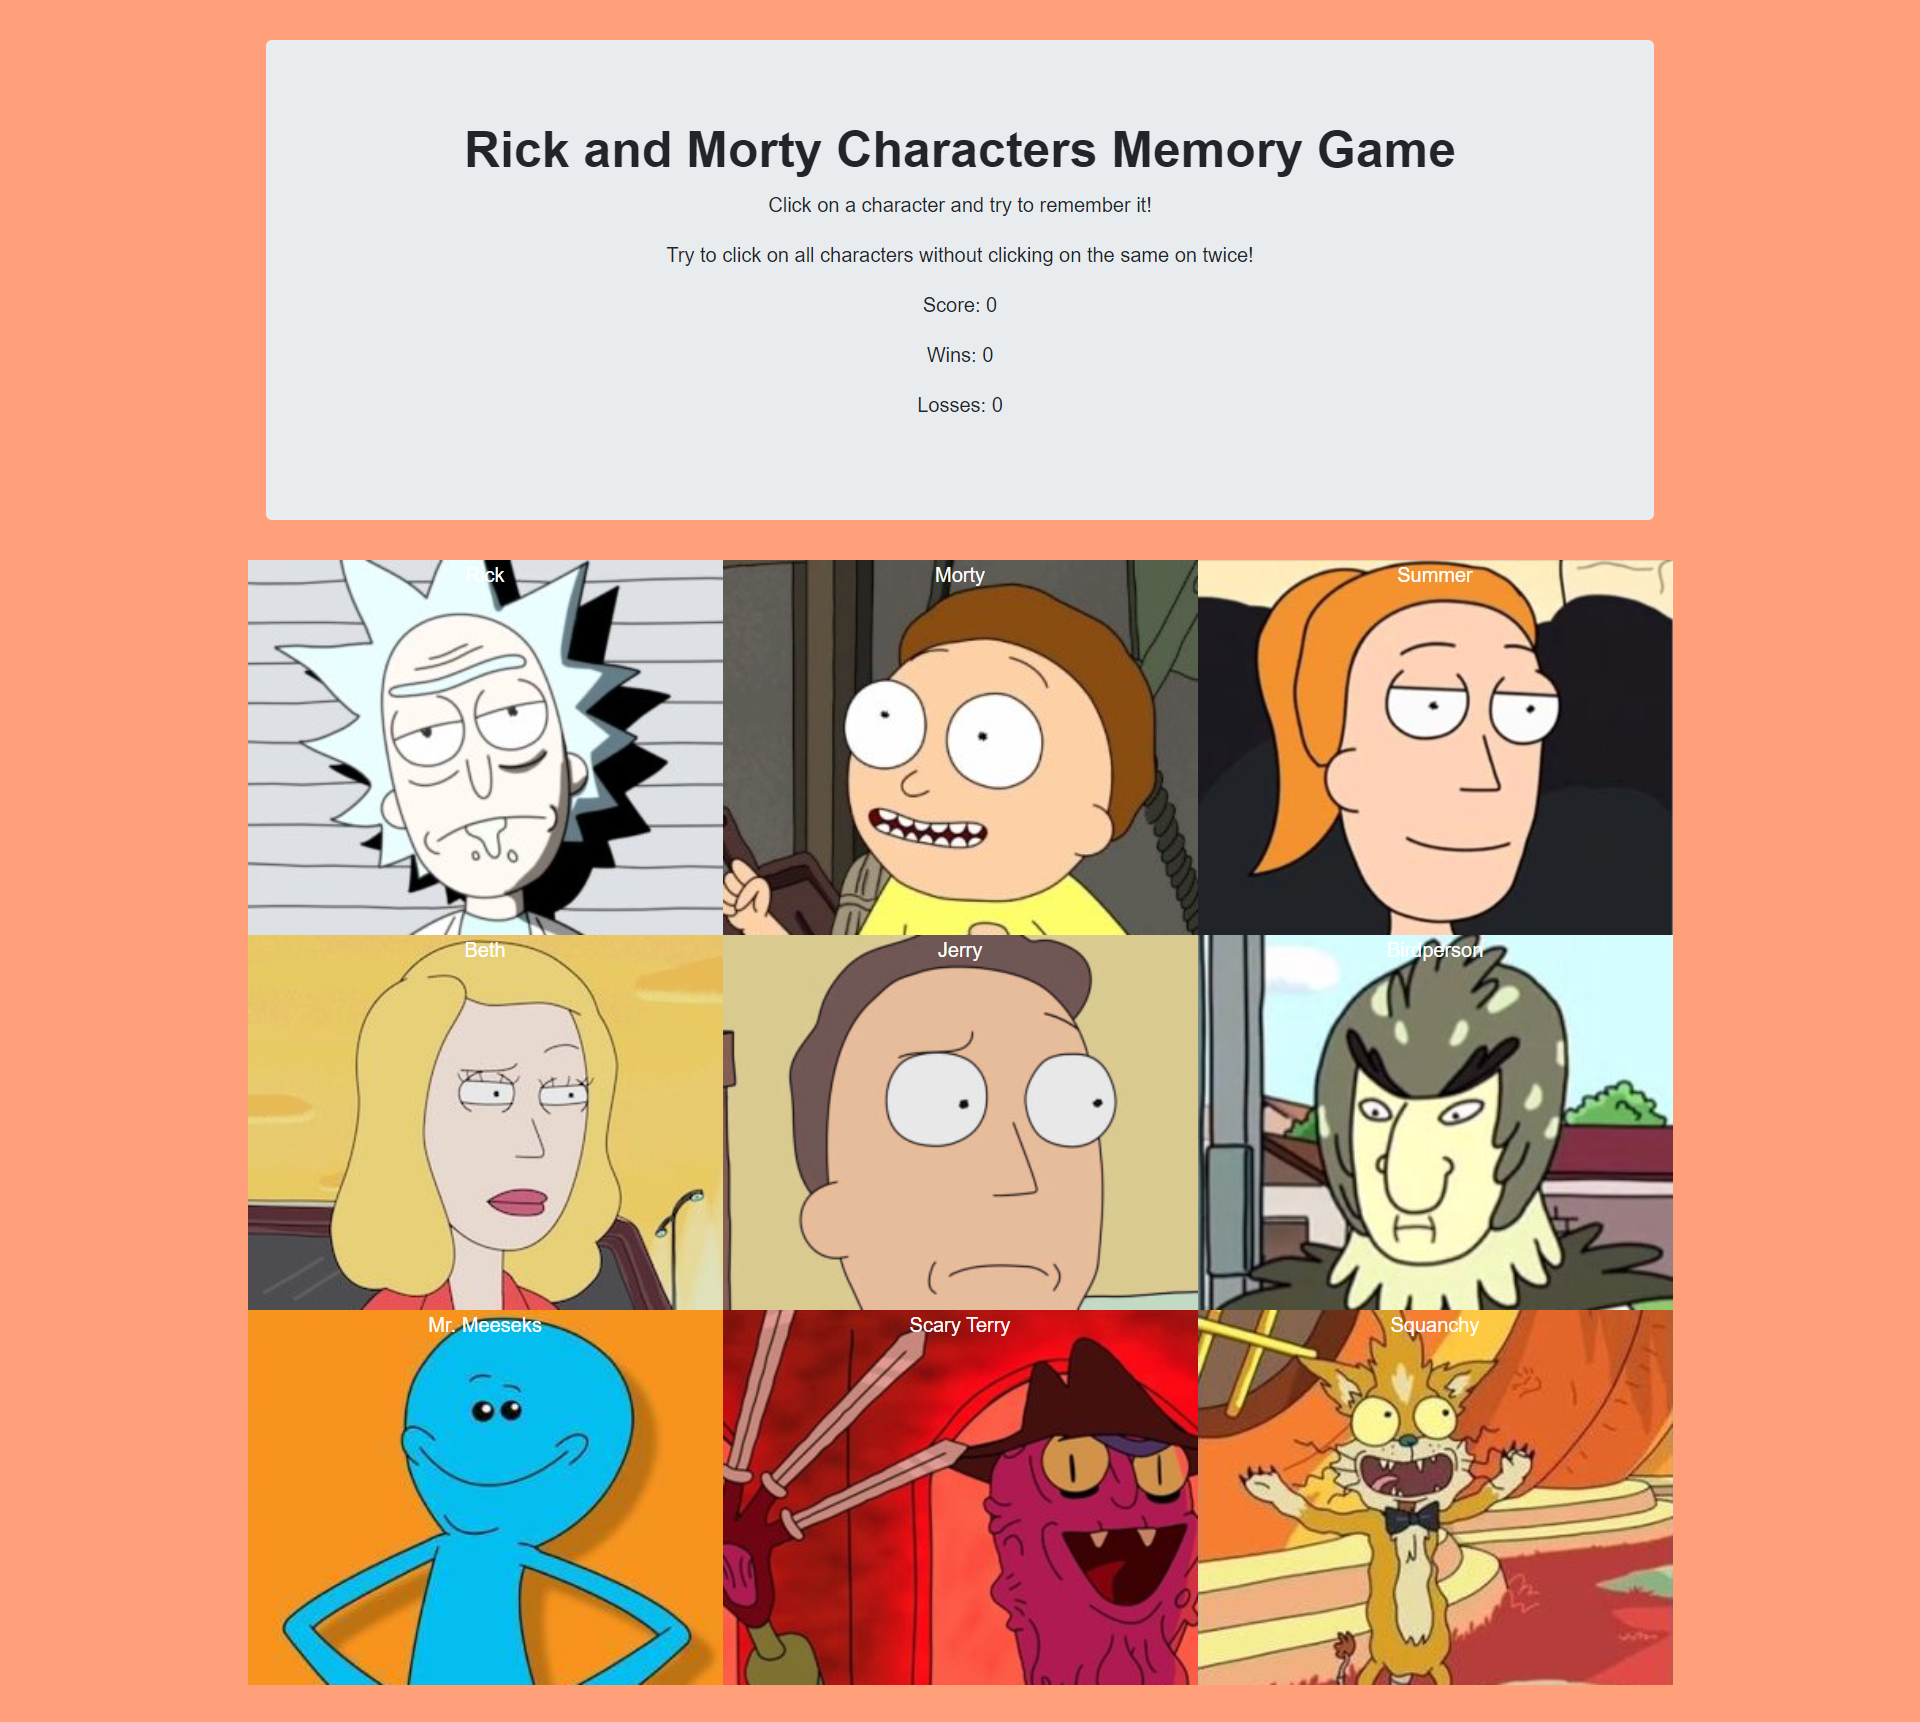 Rick and Morty Characters Memory Game
Click on a character and try to remember it!
Try to click on all characters without clicking on the same on twice!
Score: 0
Wins: 0
Losses: 0
Rick
Morty
Summer
Beth
Jerry
Birdperson
Mr. Meeseks
Scary Terry
Squanchy